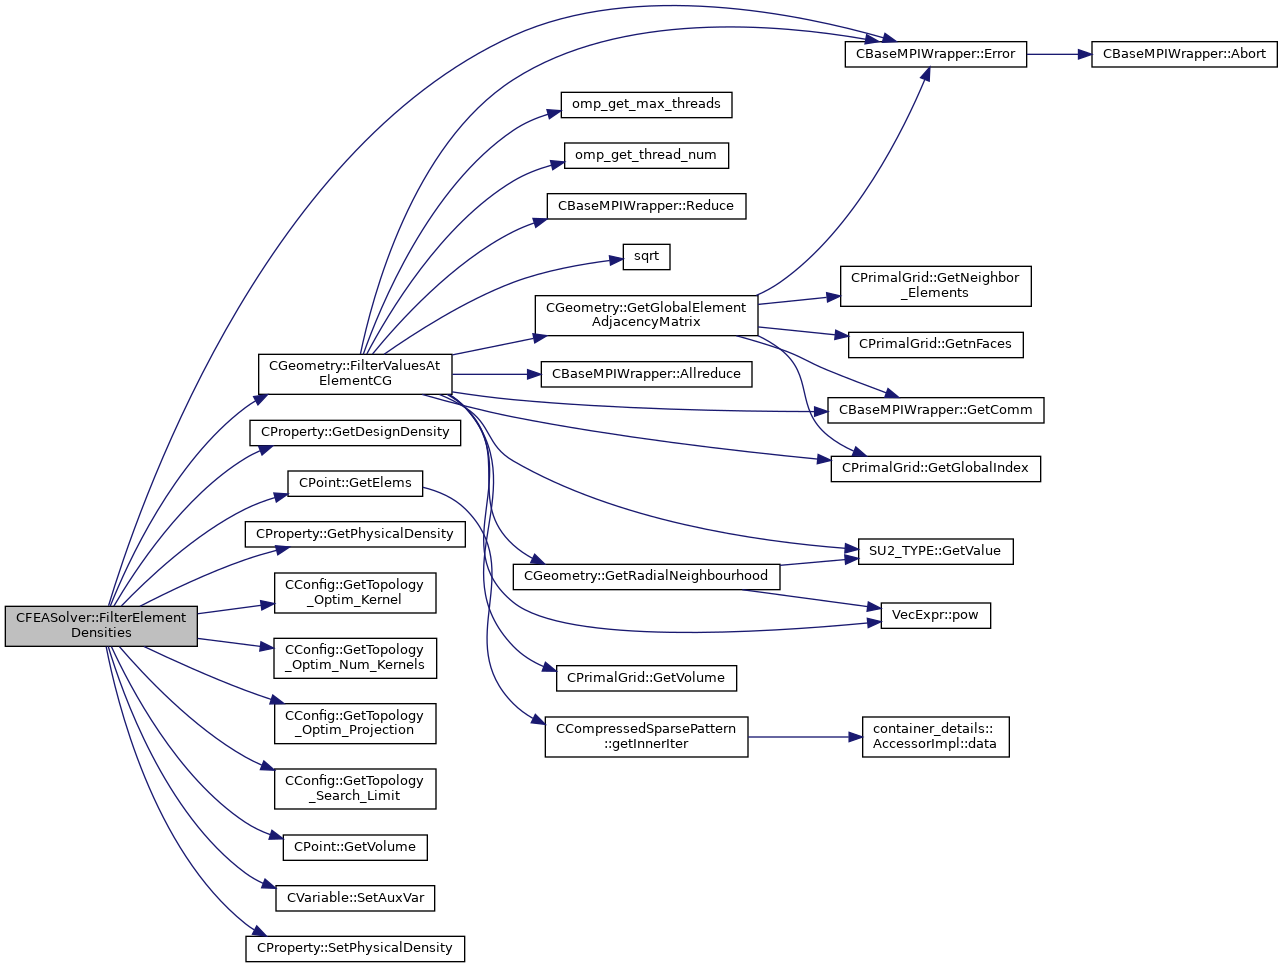 CBaseMPIWrapper::Error
CBaseMPIWrapper::Abort
omp_get_max_threads
omp_get_thread_num
CBaseMPIWrapper::Reduce
sqrt
CPrimalGrid::GetNeighbor
_Elements
CGeometry::GetGlobalElement
AdjacencyMatrix
CPrimalGrid::GetnFaces
CGeometry::FilterValuesAt
ElementCG
CBaseMPIWrapper::Allreduce
CBaseMPIWrapper::GetComm
CProperty::GetDesignDensity
CPrimalGrid::GetGlobalIndex
CPoint::GetElems
CProperty::GetPhysicalDensity
SU2_TYPE::GetValue
CGeometry::GetRadialNeighbourhood
CConfig::GetTopology
_Optim_Kernel
VecExpr::pow
CFEASolver::FilterElement
Densities
CConfig::GetTopology
_Optim_Num_Kernels
CPrimalGrid::GetVolume
CConfig::GetTopology
_Optim_Projection
CCompressedSparsePattern
::getInnerIter
container_details::
AccessorImpl::data
CConfig::GetTopology
_Search_Limit
CPoint::GetVolume
CVariable::SetAuxVar
CProperty::SetPhysicalDensity